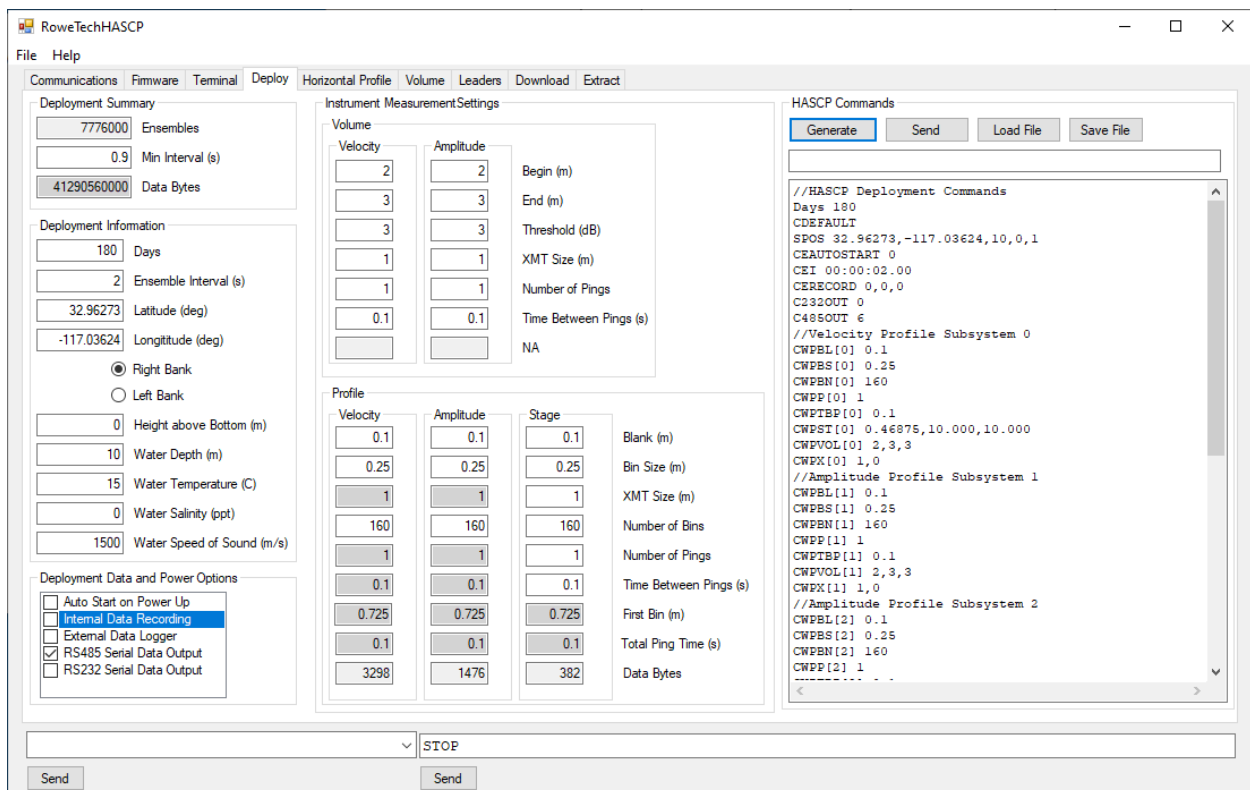 RoweTechHASCP
File Help
Communications Firmware Terminal Deploy Horizontal Profile Volume Leaders Download Extract
Deployment Summary
7776000 Ensembles
0.9 Min Interval (s)
41290560000 Data Bytes
Deployment Information
180 Days
2 Ensemble Interval (s)
32.96273 Latitude (deg)
-117.03624 Longititude (deg)
Right Bank
Left Bank
0 Height above Bottom (m)
10 Water Depth (m)
15 Water Temperature (C)
0 Water Salinity (ppt)
1500 Water Speed of Sound (m/s)
Deployment Data and Power Options
Auto Start on Power Up
Internal Data Recording
External Data Logger
RS485 Serial Data Output
RS232 Serial Data Output
Instrument MeasurementSettings
Volume
Velocity Amplitude
2 2 Begin (m)
3 3 End (m)
3 3 Threshold (dB)
1 1 XMT Size (m)
1 1 Number of Pings
0.1 0.1 Time Between Pings (s)
NA
Profile
Velocity Amplitude Stage
0.1 0.1 0.1 Blank (m)
0.25 0.25 0.25 Bin Size (m)
1 1 1 XMT Size (m)
160 160 160 Number of Bins
1 1 1 Number of Pings
0.1 0.1 0.1 Time Between Pings (s)
0.725 0.725 0.725 First Bin (m)
0.1 0.1 0.1 Total Ping Time (s)
3298 1476 382 Data Bytes
HASCP Commands
Generate Send Load File Save File
//HASCP Deployment Commands
Days 180
CDEFAULT
SPOS 32.96273,-117.03624,10,0,1
CEAUTOSTART 0
CEI 00:00:02.00
CERECORD 0,0,0
C232OUT 0
C485OUT 6
//Velocity Profile Subsystem 0
CWPBL[0] 0.1
CWPBS[0] 0.25
CWPBN[0] 160
CWPP[0] 1
CWPTBP[0] 0.1
CWPST[0] 0.46875,10.000,10.000
CWPVOL[0] 2,3,3
CWPX[0] 1,0
//Amplitude Profile Subsystem 1
CWPBL[1] 0.1
CWPBS[1] 0.25
CWPBN[1] 160
CWPP[1] 1
CWPTBP[1] 0.1
CWPVOL[1] 2,3,3
CWPX[1] 1,0
//Amplitude Profile Subsystem 2
CWPBL[2] 0.1
CWPBS[2] 0.25
CWPBN[2] 160
CWPP[2] 1
STOP
Send Send